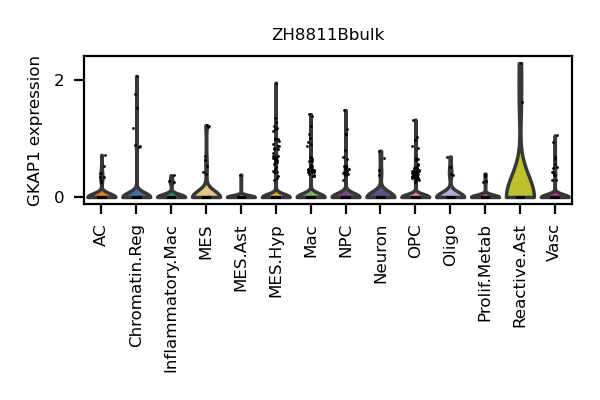 ZH8811Bbulk
GKAP1 expression
2
0
AC
Chromatin.Reg
Inflammatory.Mac
MES
MES.Ast
MES.Hyp
Mac
NPC
Neuron
OPC
Oligo
Prolif.Metab
Reactive.Ast
Vasc